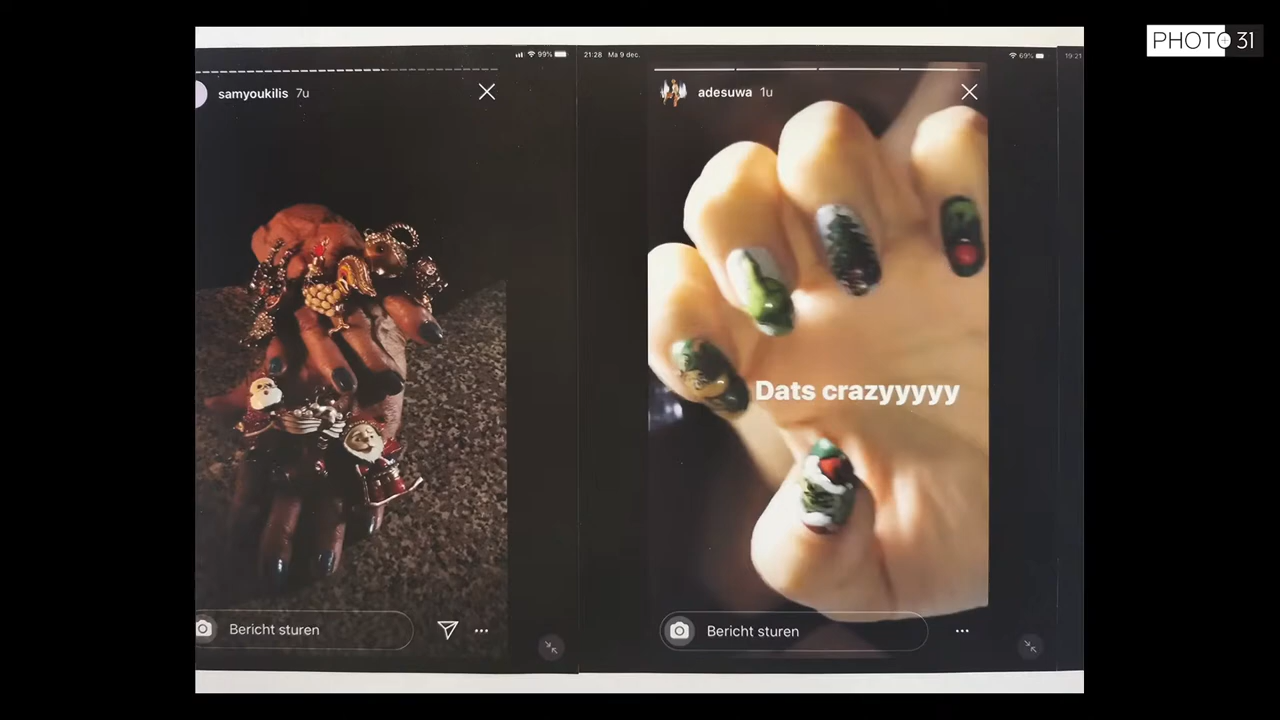 PHOTO 31
99%
21:28 Ma 9 dec.
69%
19:21
samyoukilis 7u
adesuwa 1u
Dats crazyyyyy
Bericht sturen
Bericht sturen